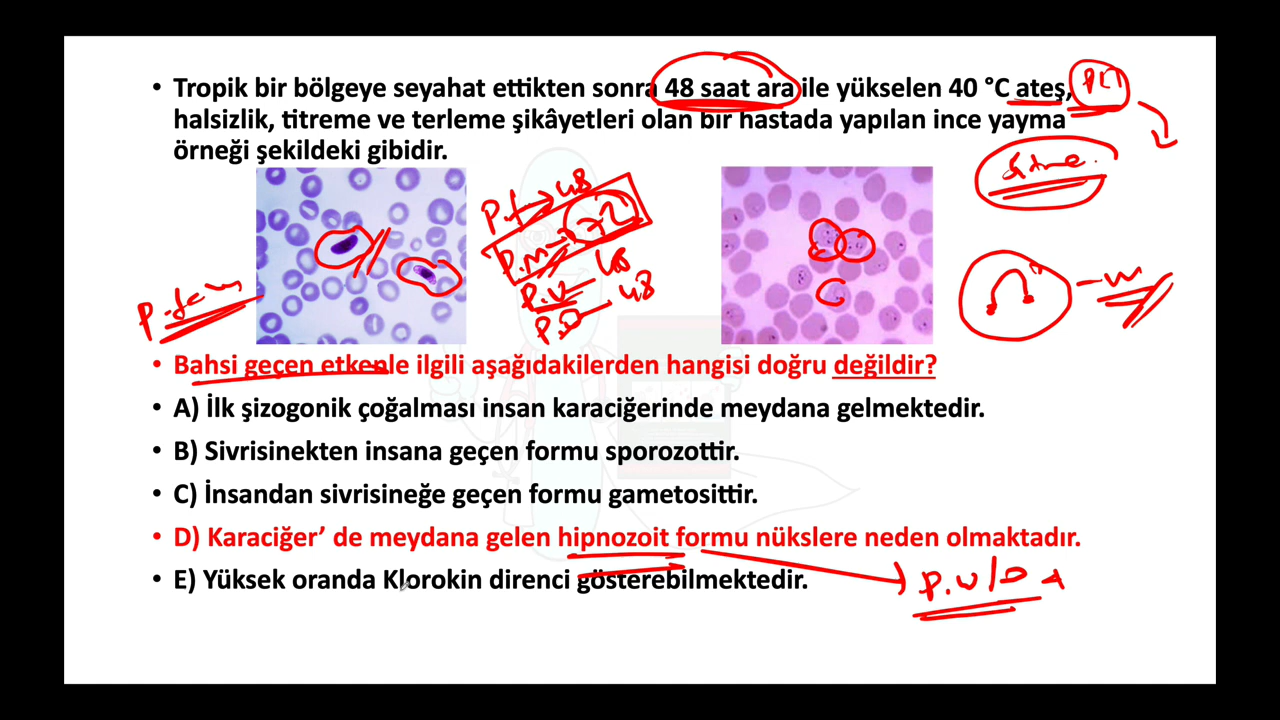 • Tropik bir bölgeye seyahat ettikten sonra 48 saat ara ile yükselen 40 °C ateş,
halsizlik, titreme ve terleme şikâyetleri olan bir hastada yapılan ince yayma
örneği şekildeki gibidir.
P.f → 48
P.M → 72
P.V 48
P.O 48
• Bahsi geçen etkenle ilgili aşağıdakilerden hangisi doğru değildir?
• A) İlk şizogonik çoğalması insan karaciğerinde meydana gelmektedir.
• B) Sivrisinekten insana geçen formu sporozottir.
• C) İnsandan sivrisineğe geçen formu gametosittir.
• D) Karaciğer’ de meydana gelen hipnozoit formu nükslere neden olmaktadır.
• E) Yüksek oranda Klorokin direnci gösterebilmektedir.
P.V/O